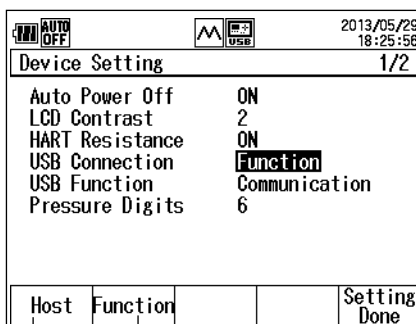 AUTO OFF USB 2013/05/29 18:25:56
Device Setting 1/2
Auto Power Off ON
LCD Contrast 2
HART Resistance ON
USB Connection Function
USB Function Communication
Pressure Digits 6
Host Function Setting Done